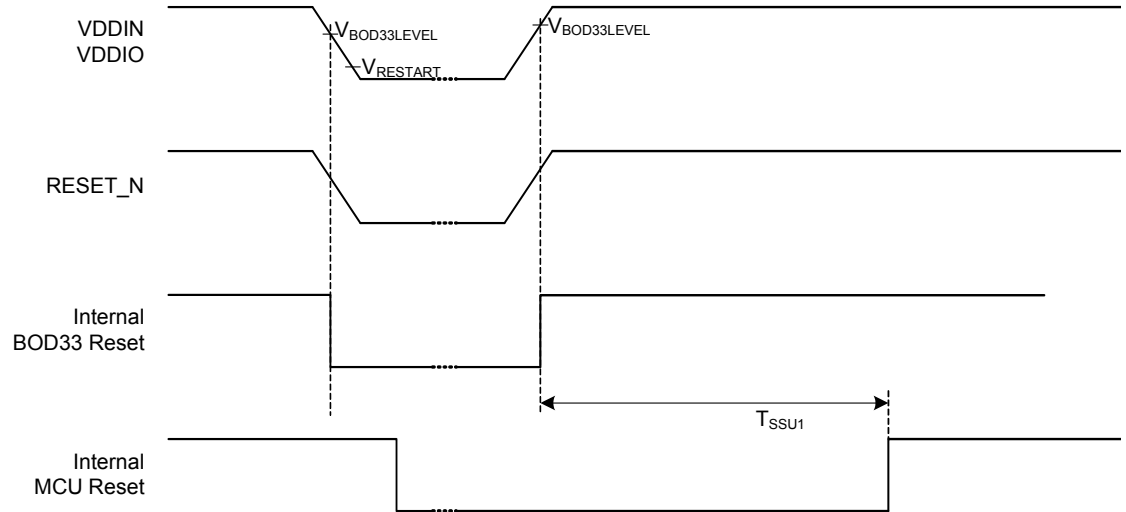 VDDIN
VDDIO
VBOD33LEVEL
VRESTART
VBOD33LEVEL
RESET_N
Internal
BOD33 Reset
TSSU1
Internal
MCU Reset